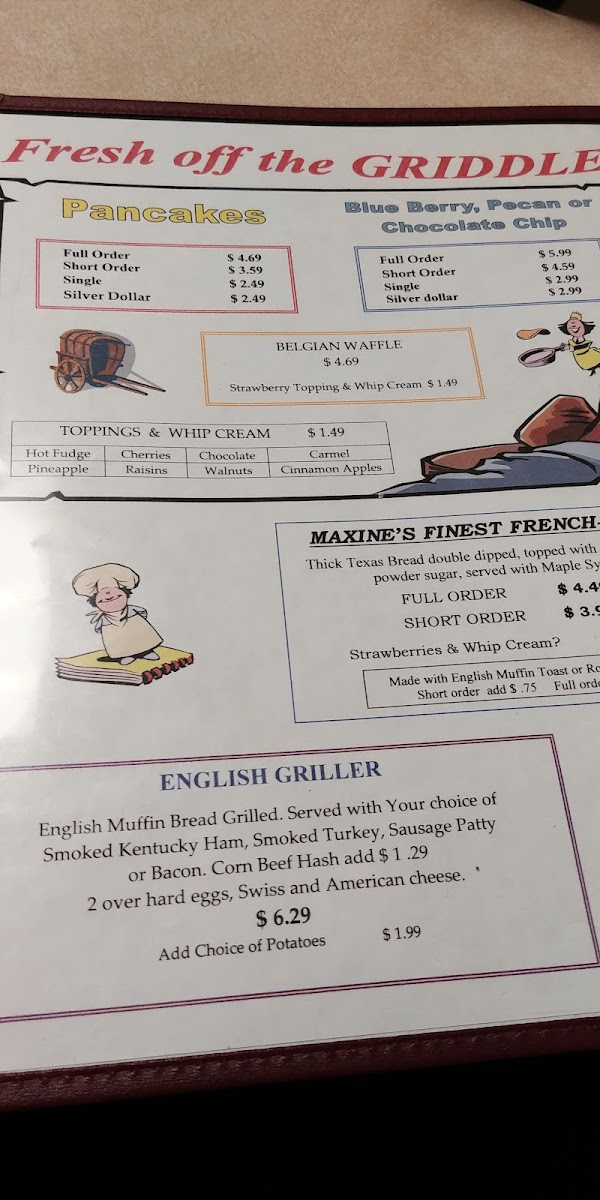 Fresh off the GRIDDLE
Pancakes
Full Order $ 4.69
Short Order $ 3.59
Single $ 2.49
Silver Dollar $ 2.49
Blue Berry, Pecan or
Chocolate Chip
Full Order $ 5.99
Short Order $ 4.59
Single $ 2.99
Silver dollar $ 2.99
BELGIAN WAFFLE
$ 4.69
Strawberry Topping & Whip Cream $ 1.49
TOPPINGS & WHIP CREAM $ 1.49
Hot Fudge Cherries Chocolate Carmel
Pineapple Raisins Walnuts Cinnamon Apples
MAXINE'S FINEST FRENCH-
Thick Texas Bread double dipped, topped with
powder sugar, served with Maple Sy
FULL ORDER $ 4.4
SHORT ORDER $ 3.9
Strawberries & Whip Cream?
Made with English Muffin Toast or
Short order add $ .75 Full
ENGLISH GRILLER
English Muffin Bread Grilled. Served with Your choice of
Smoked Kentucky Ham, Smoked Turkey, Sausage Patty
or Bacon. Corn Beef Hash add $ 1 .29
2 over hard eggs, Swiss and American cheese.
$ 6.29
Add Choice of Potatoes $ 1.99